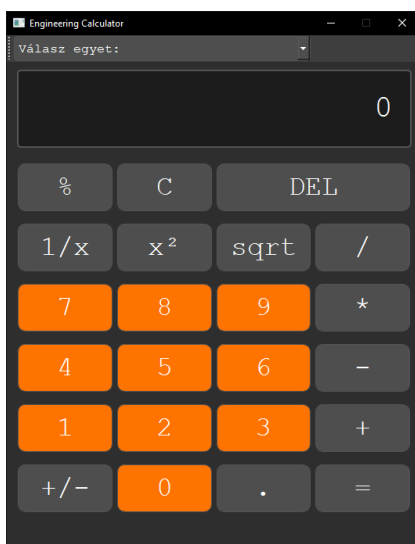 Engineering Calculator
Válasz egyet:
0
% C DEL
1/x x² sqrt /
7 8 9 *
4 5 6 -
1 2 3 +
+/- 0 . =